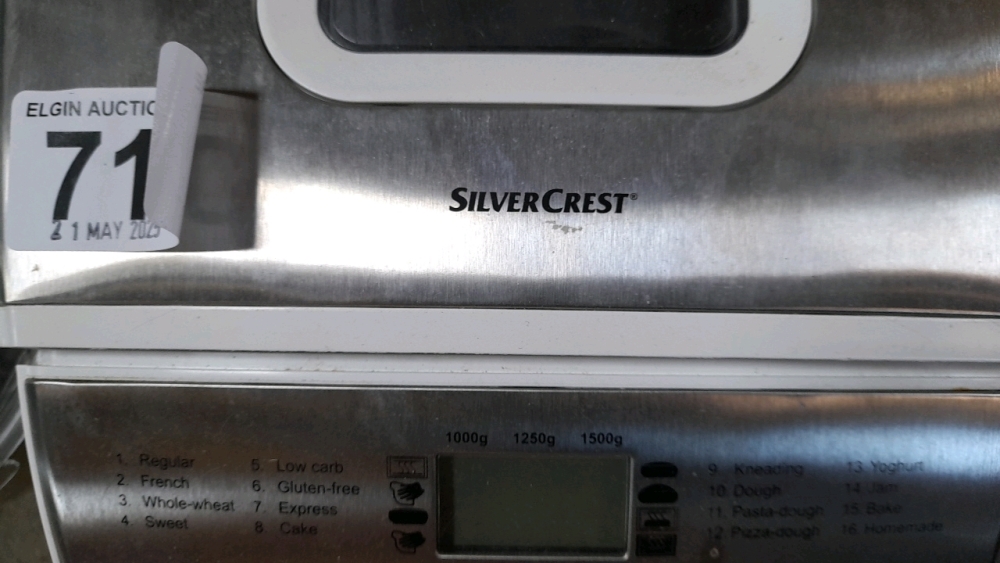 ELGIN AUCTIO
71
1 MAY 202
SILVERCREST®
1000g 1250g 1500g
1. Regular
2. French
3. Whole-wheat
4. Sweet
5. Low carb
6. Gluten-free
7. Express
8. Cake
9. Kneading
10. Dough
11. Pasta-dough
12. Pizza-dough
13. Yoghurt
14. Jam
15. Bake
16. Homemade